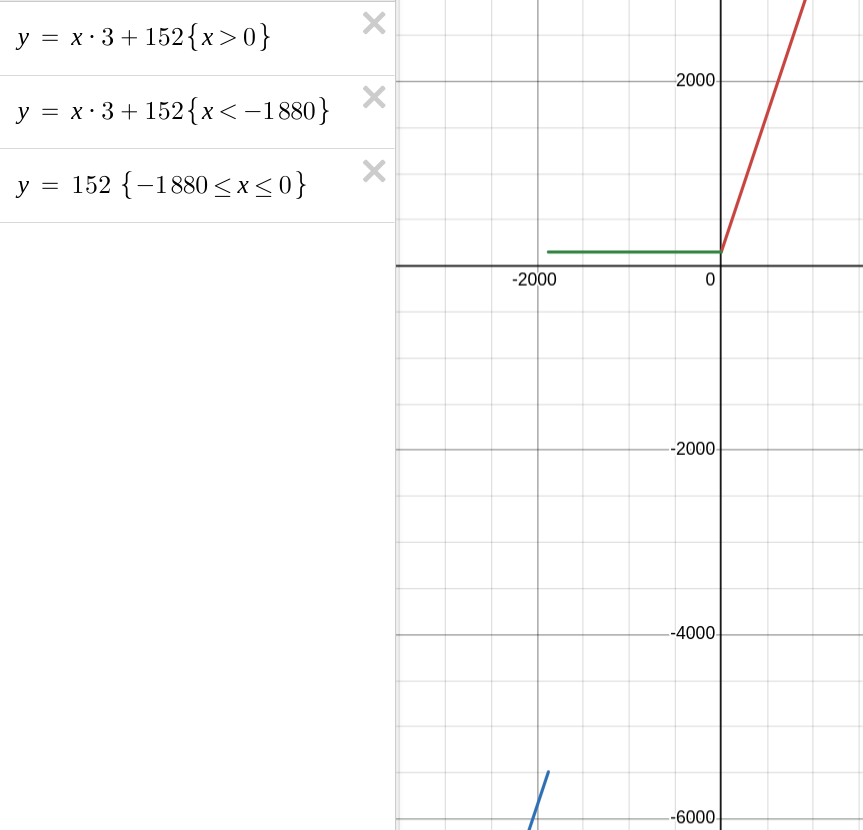 y = x · 3 + 152{x > 0}
y = x · 3 + 152{x < −1880}
y = 152 {−1880 ≤ x ≤ 0}
2000
-2000
0
-2000
-4000
-6000